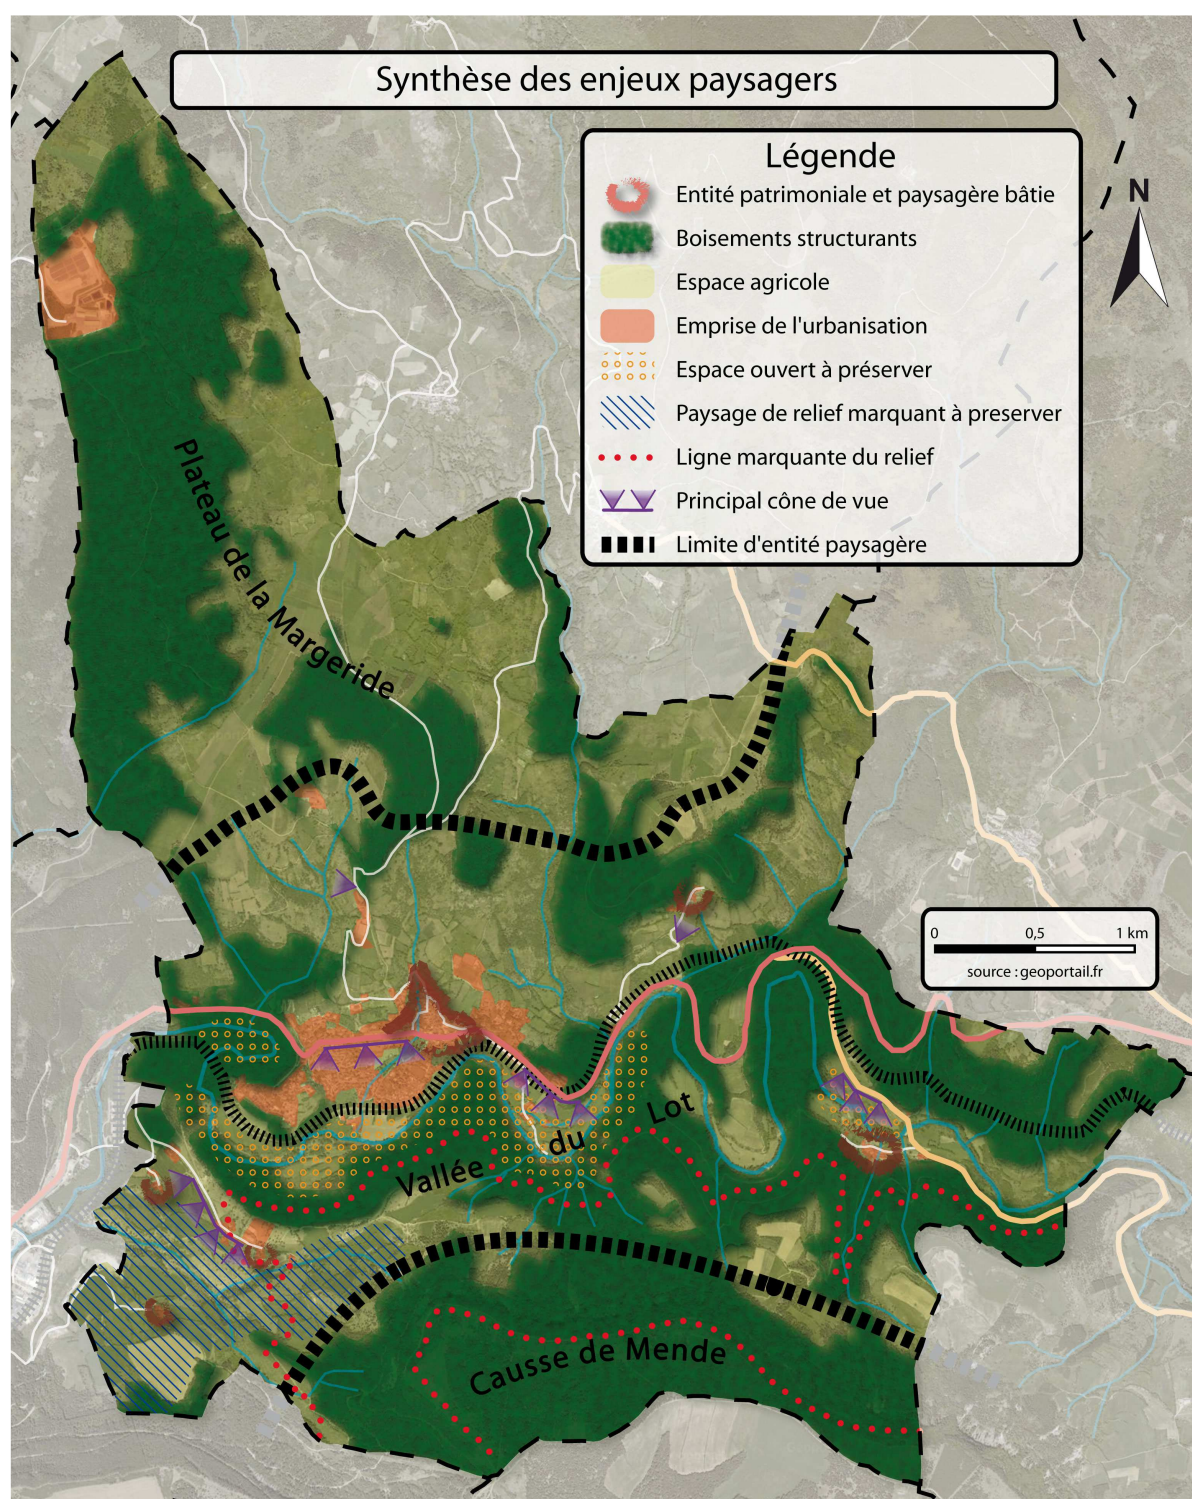 Synthèse des enjeux paysagers
Légende
Entité patrimoniale et paysagère bâtie
Boisements structurants
Espace agricole
Emprise de l'urbanisation
Espace ouvert à préserver
Paysage de relief marquant à preserver
Ligne marquante du relief
Principal cône de vue
Limite d'entité paysagère
N
Plateau de la Margeride
0 0,5 1 km
source : geoportail.fr
Vallée du Lot
Causse de Mende